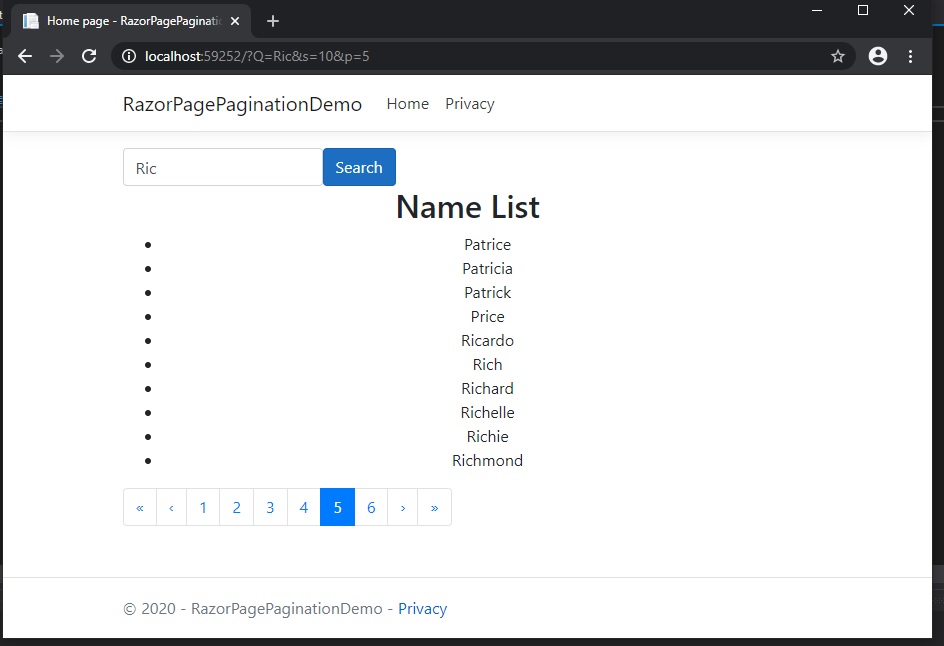 Home page - RazorPagePaginatio
localhost:59252/?Q=Ric&s=10&p=5
RazorPagePaginationDemo Home Privacy
Ric Search
Name List
• Patrice
• Patricia
• Patrick
• Price
• Ricardo
• Rich
• Richard
• Richelle
• Richie
• Richmond
« ‹ 1 2 3 4 5 6 › »
© 2020 - RazorPagePaginationDemo - Privacy